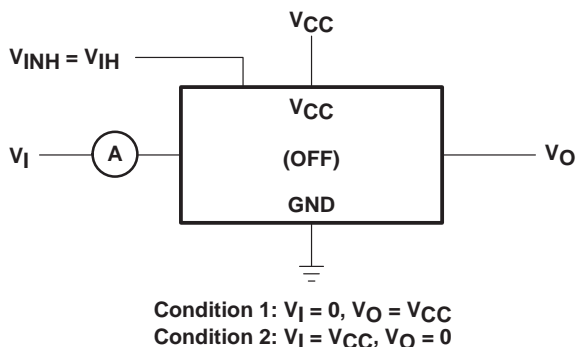 VCC
VINH = VIH
VCC
VI
A
(OFF)
VO
GND
Condition 1: VI = 0, VO = VCC
Condition 2: VI = VCC, VO = 0